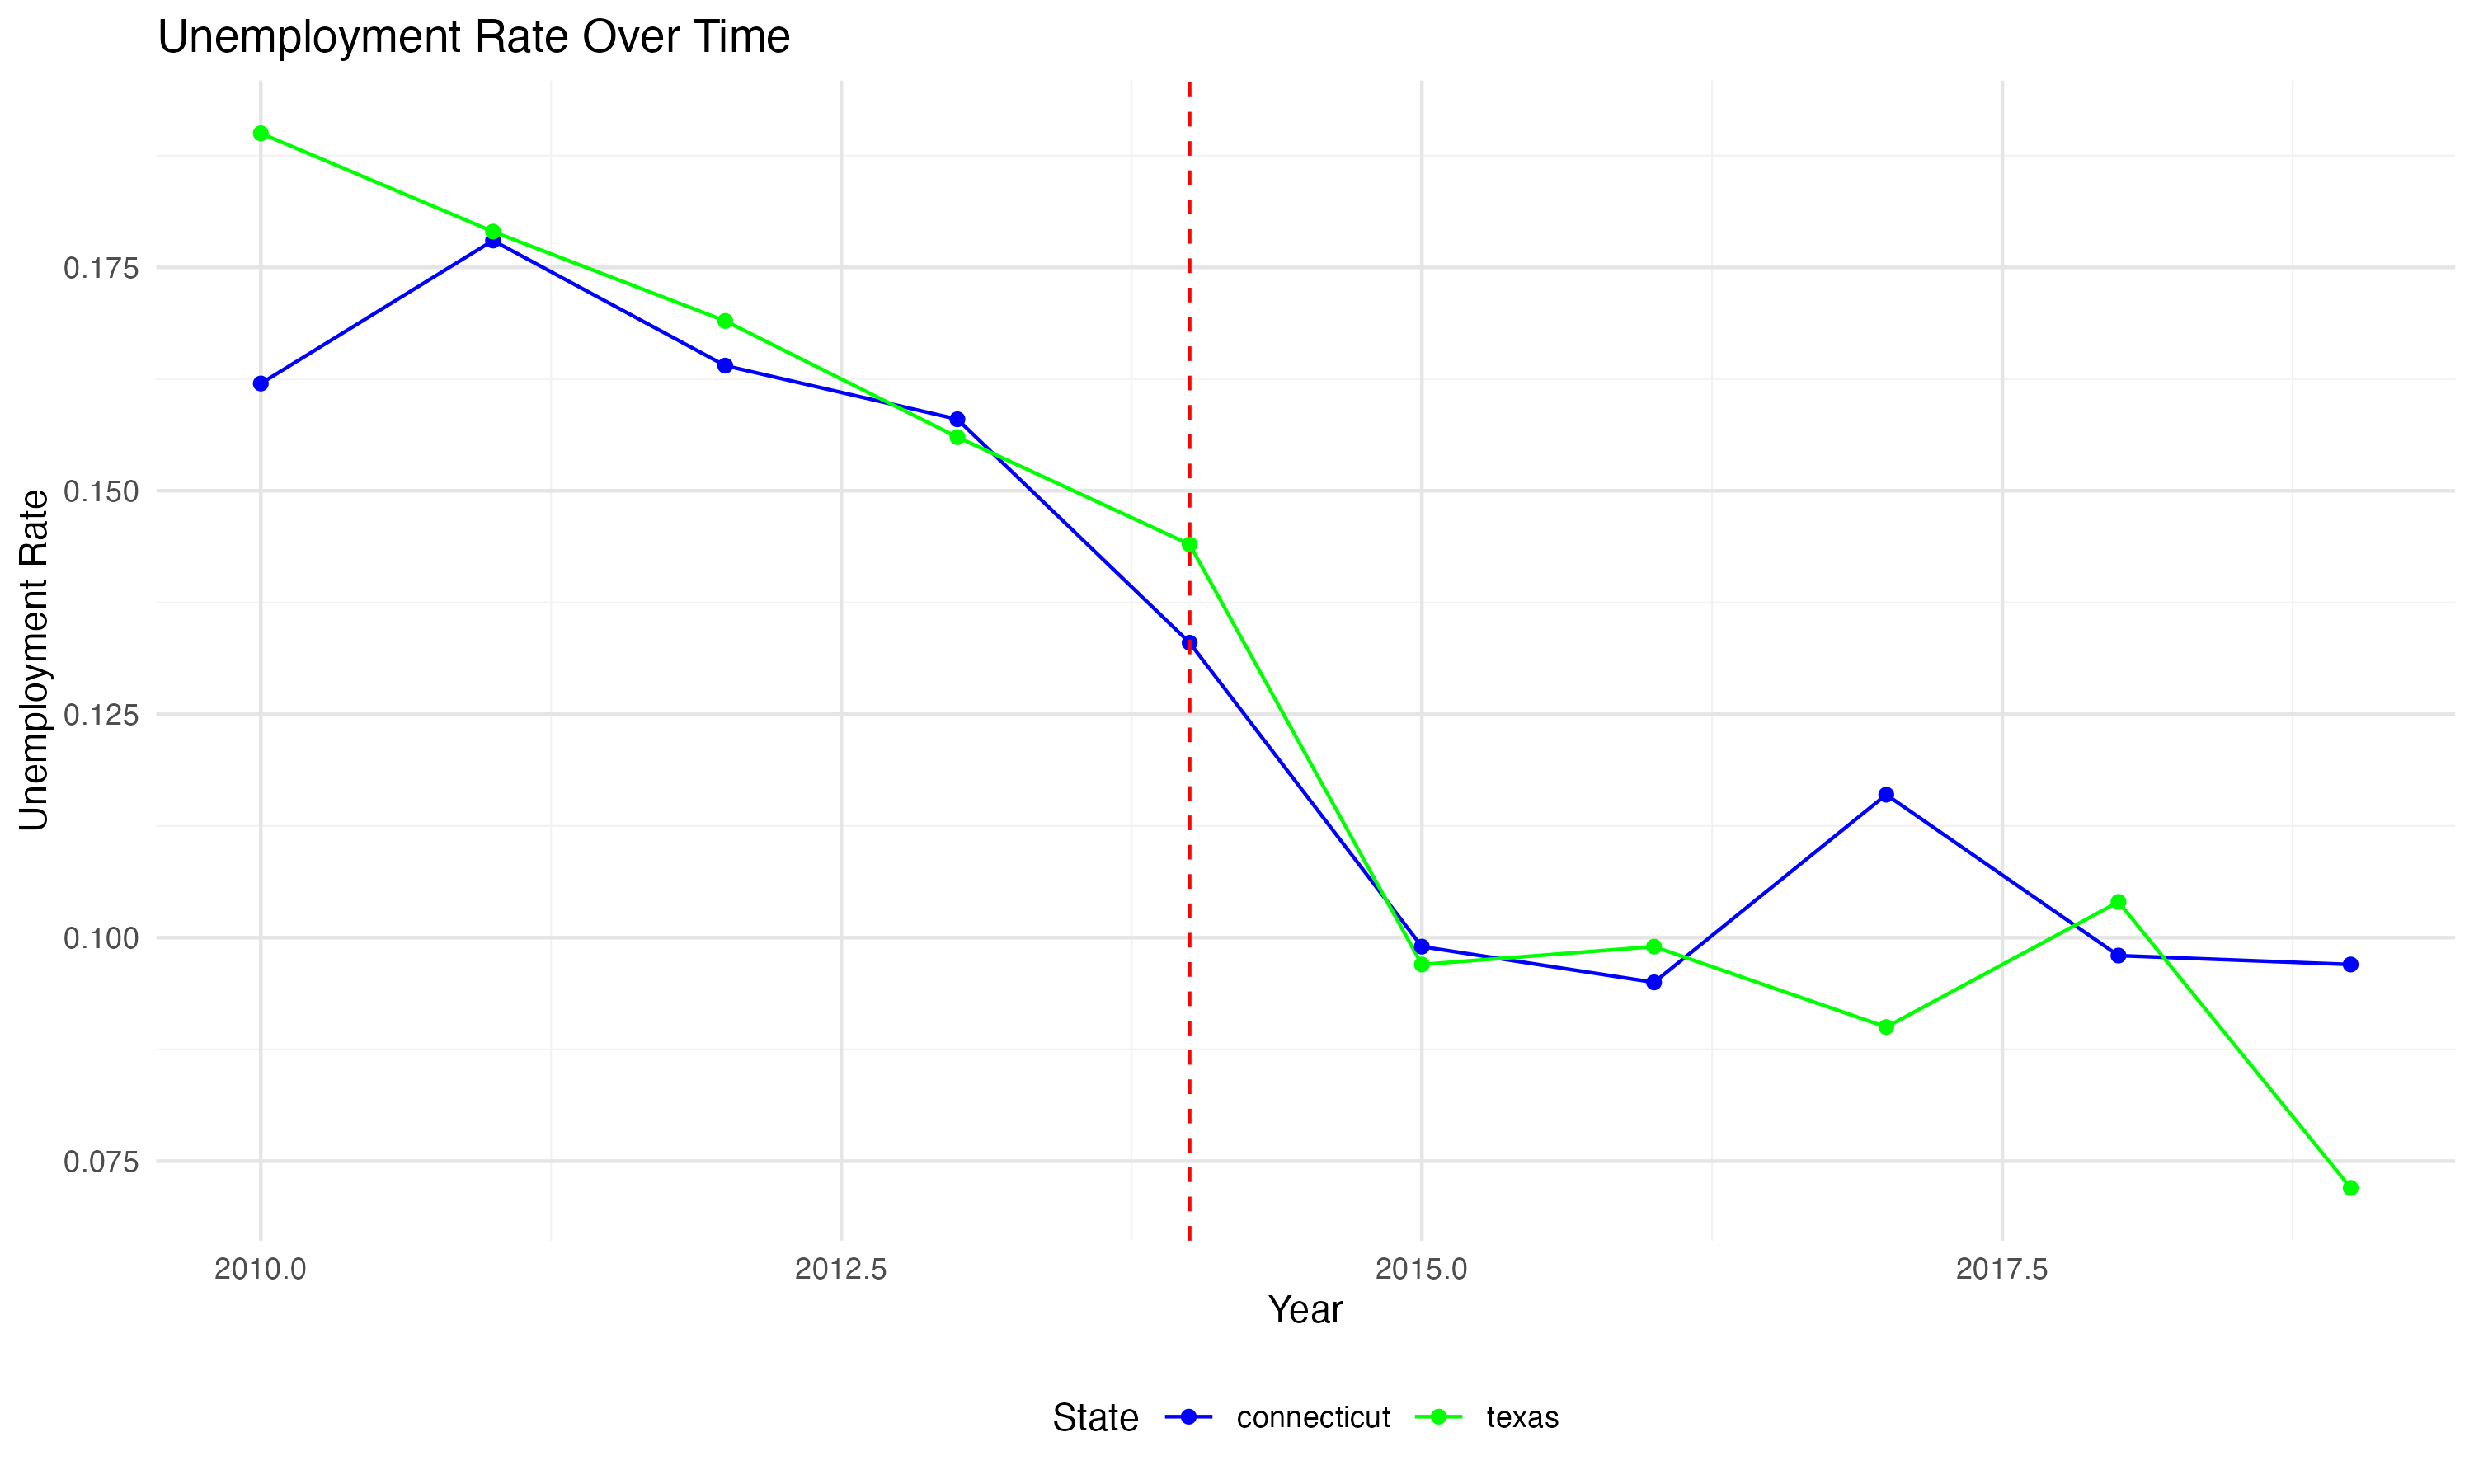 Unemployment Rate Over Time
Unemployment Rate
0.175
0.150
0.125
0.100
0.075
2010.0 2012.5 2015.0 2017.5
Year
State connecticut texas